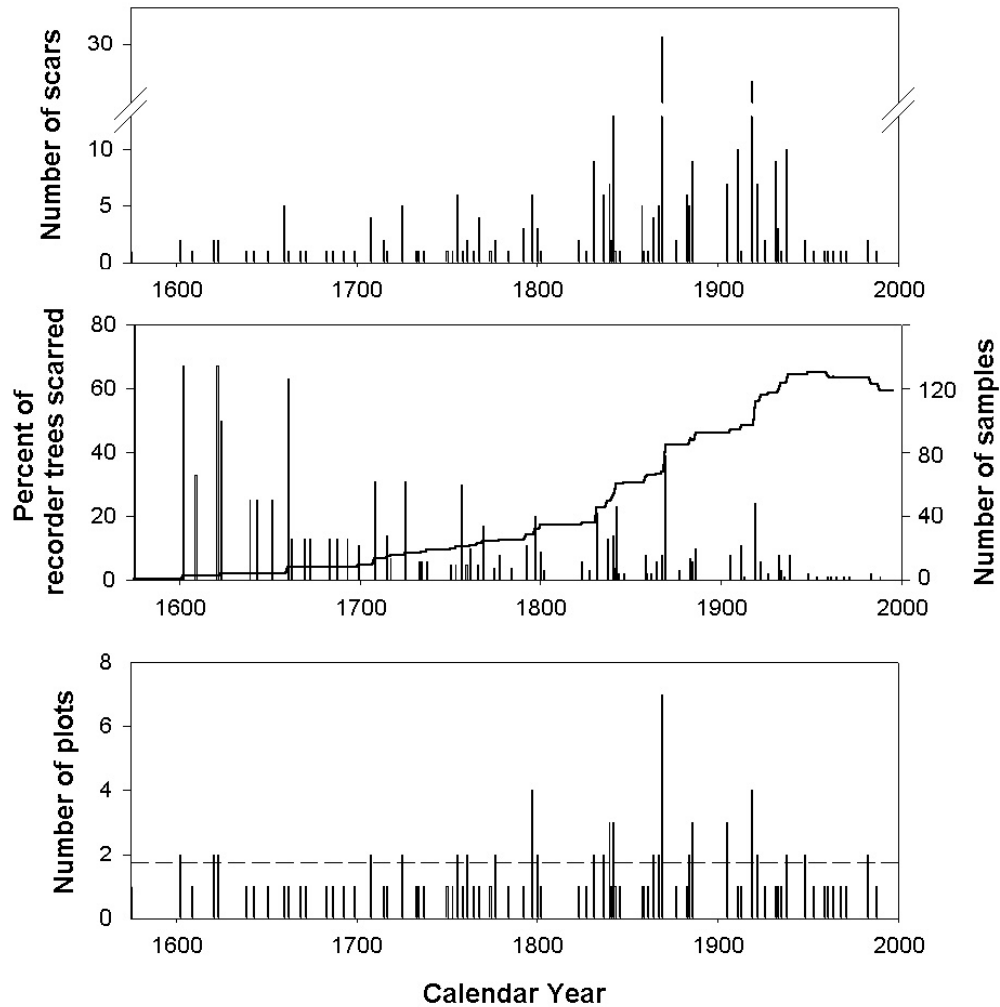 Number of scars
30
10
5
0
1600 1700 1800 1900 2000
Percent of
recorder trees scarred
80
60
40
20
0
120
80
40
0
Number of samples
1600 1700 1800 1900 2000
Number of plots
8
6
4
2
0
1600 1700 1800 1900 2000
Calendar Year